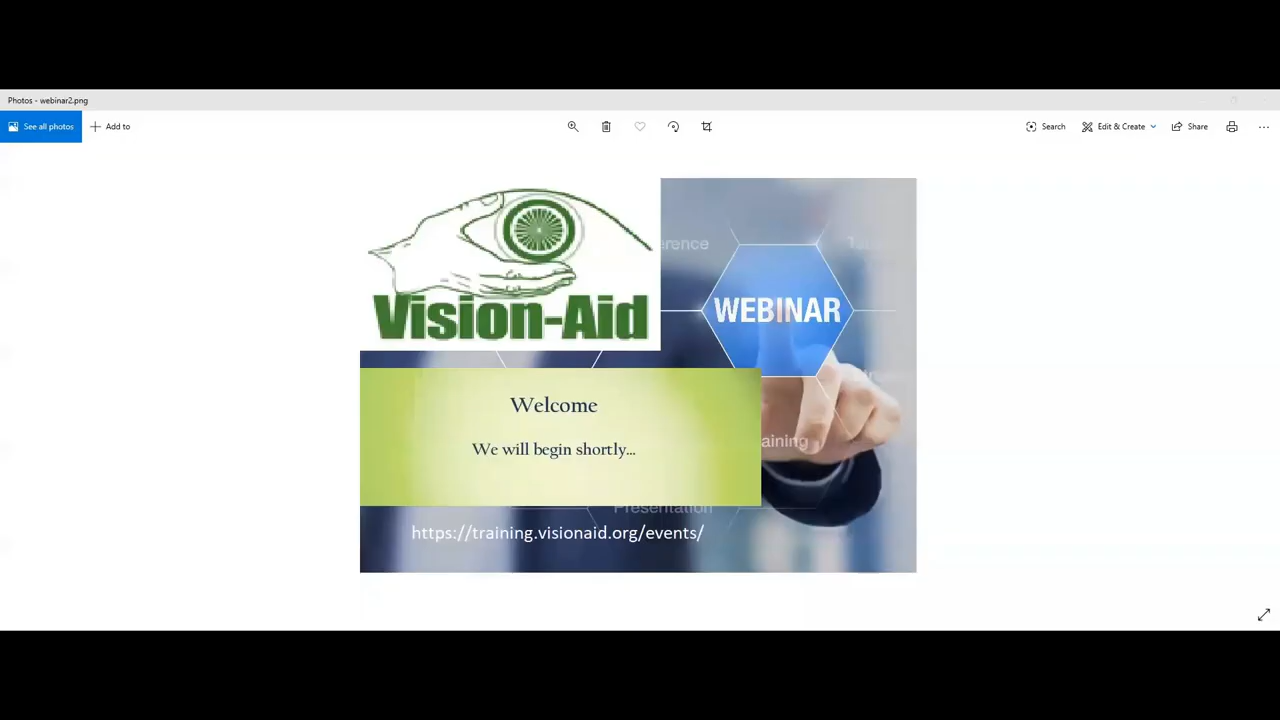 Photos - webinar2.png
See all photos
Add to
Search
Edit & Create
Share
Vision-Aid
WEBINAR
Welcome
We will begin shortly...
Presentation
https://training.visionaid.org/events/